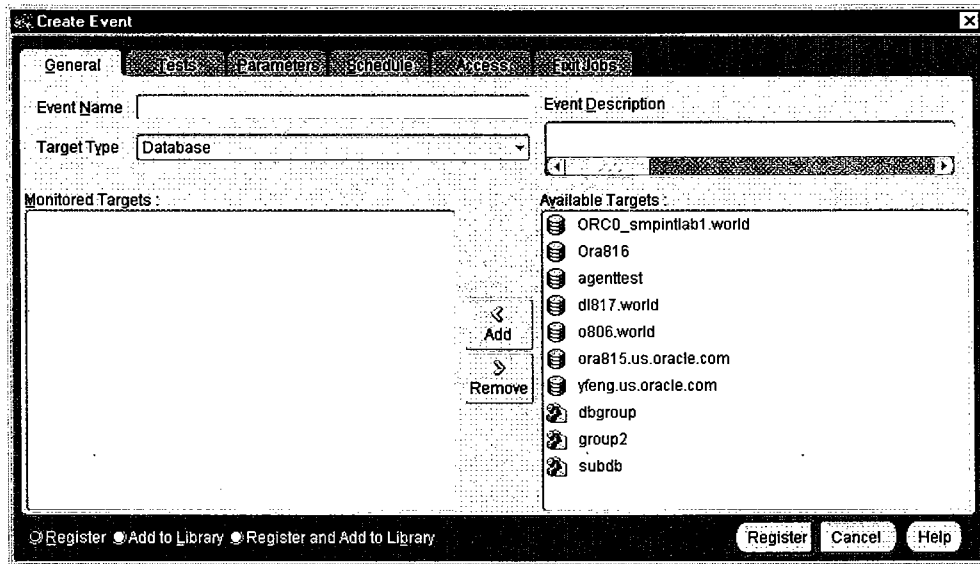 Create Event
General Tests Parameters Schedule Access Exit Jobs
Event Name
Event Description
Target Type Database
Monitored Targets :
Available Targets :
ORC0_smpintlab1.world
Ora816
agenttest
dl817.world
o806.world
ora815.us.oracle.com
yfeng.us.oracle.com
dbgroup
group2
subdb
Add
Remove
Register Add to Library Register and Add to Library
Register Cancel Help